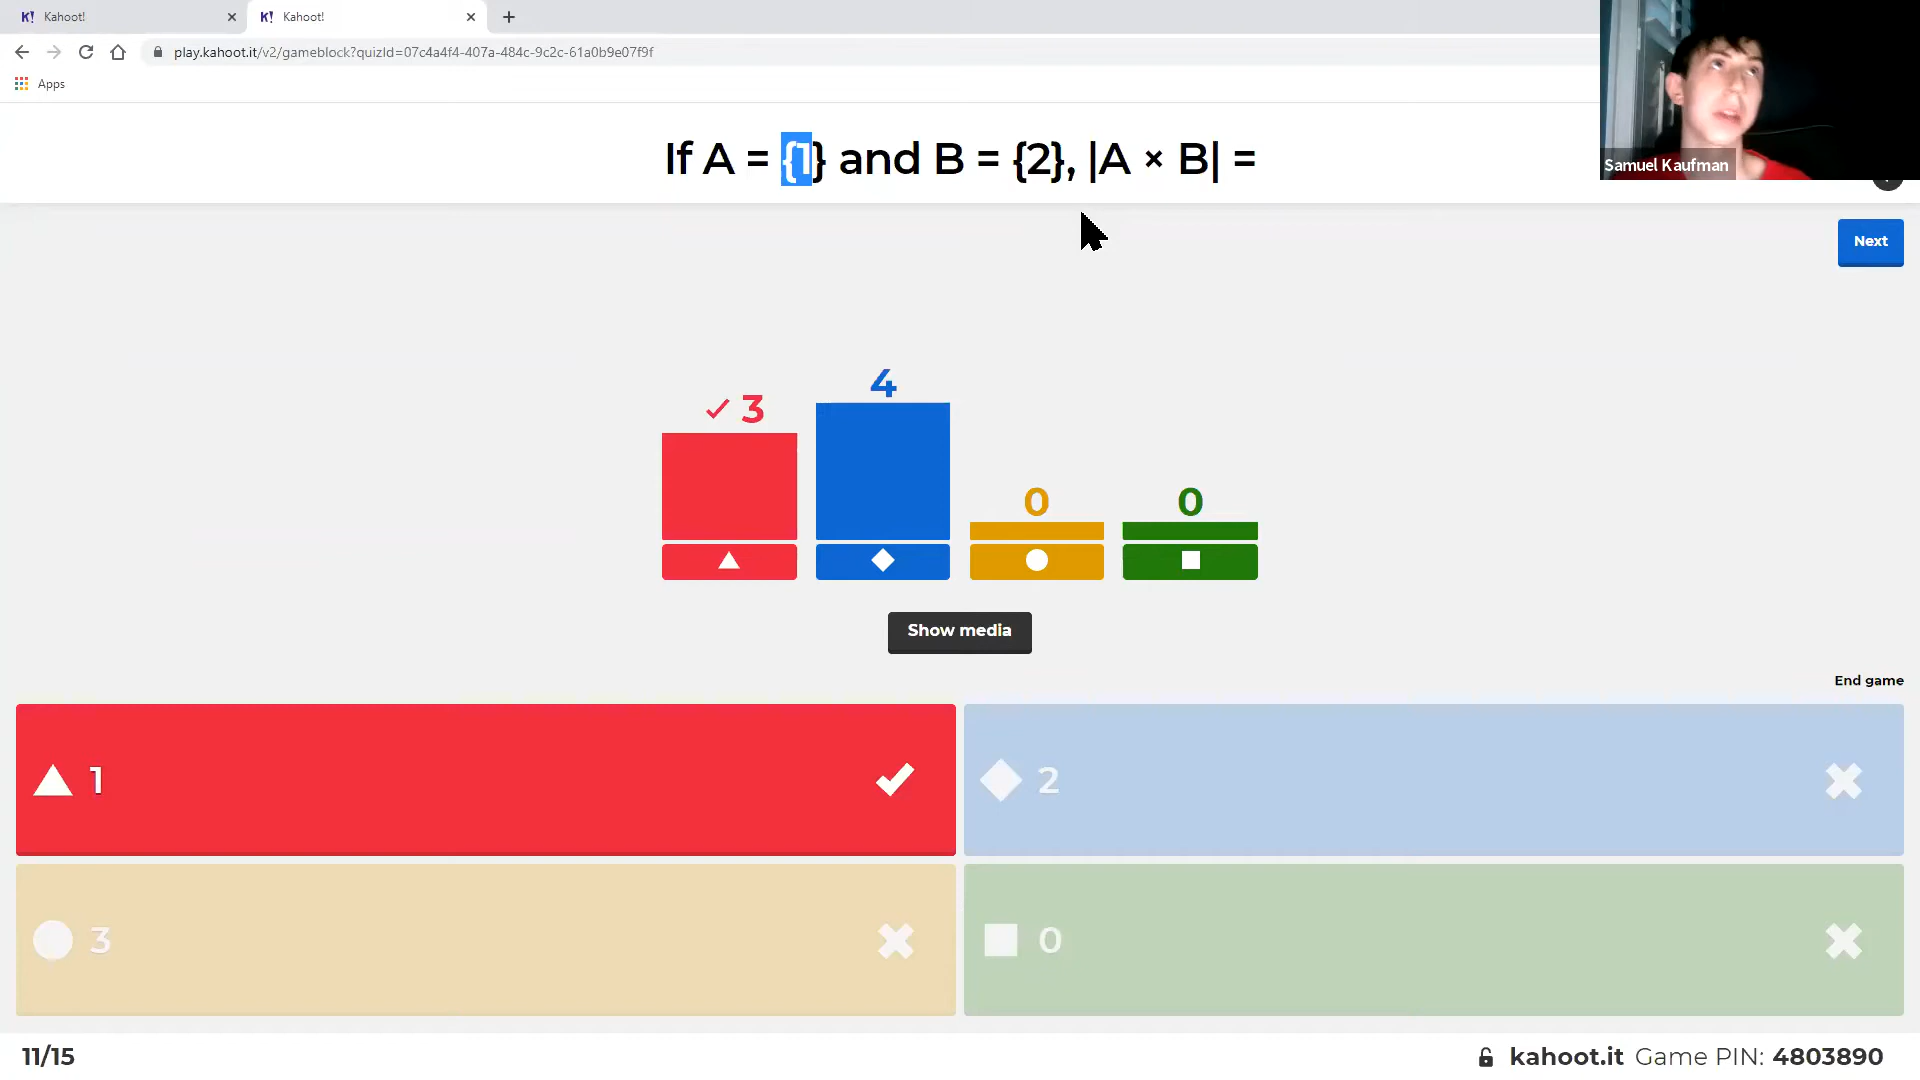 K! Kahoot!
K! Kahoot!
play.kahoot.it/v2/gameblock?quizId=07c4a4f4-407a-484c-9c2c-61a0b9e07f9f
Apps
If A = {1} and B = {2}, |A × B| =
Samuel Kaufman
Next
3
4
0
0
Show media
End game
1
2
3
0
11/15
kahoot.it Game PIN: 4803890